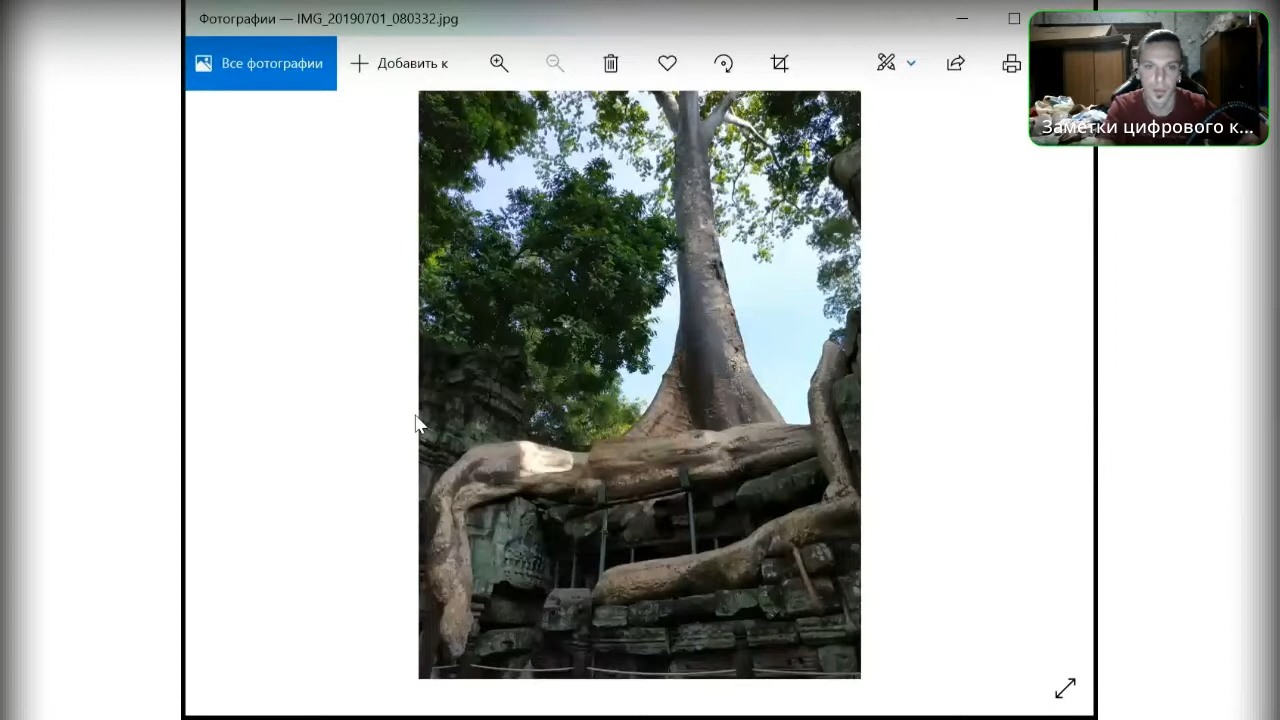 Фотографии — IMG_20190701_080332.jpg
Все фотографии
Добавить к
Заметки цифрового к...